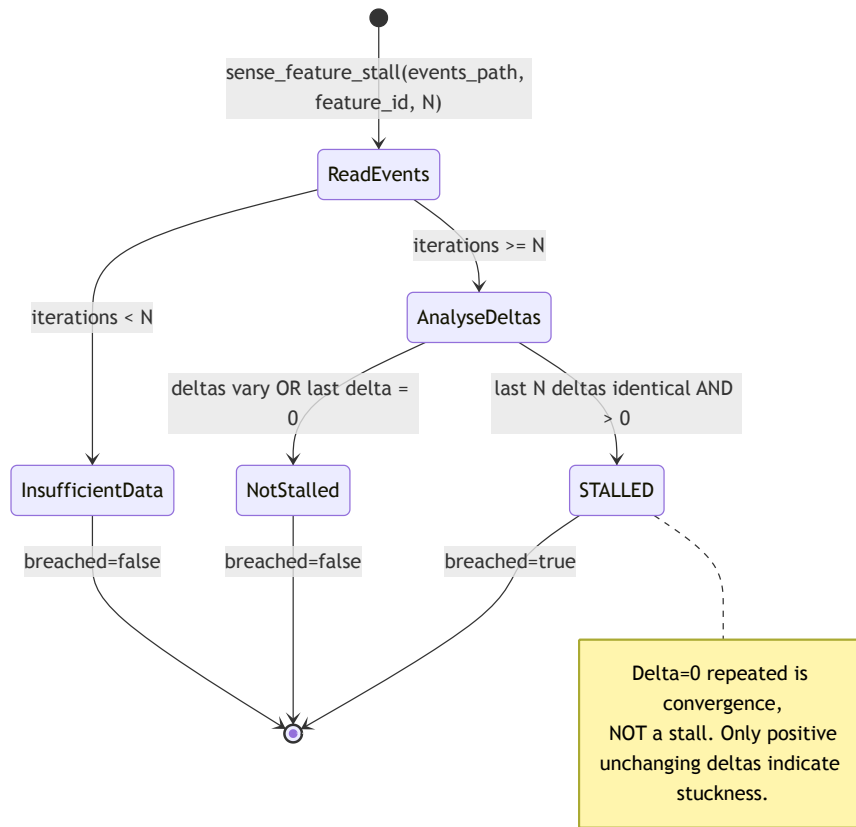 sense_feature_stall(events_path,
feature_id, N)
ReadEvents
iterations >= N
iterations < N
AnalyseDeltas
deltas vary OR last delta =
0
last N deltas identical AND
> 0
InsufficientData
NotStalled
STALLED
breached=false
breached=false
breached=true
Delta=0 repeated is
convergence,
NOT a stall. Only positive
unchanging deltas indicate
stuckness.